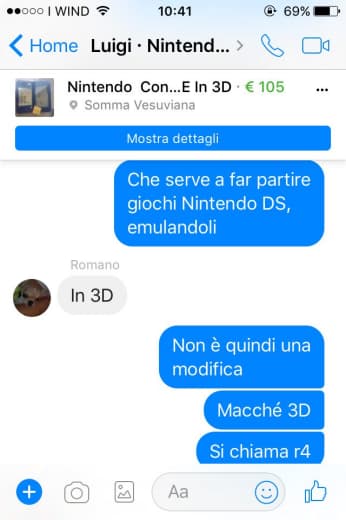 I WIND 10:41 69%
Home Luigi · Nintend...
Nintendo Con...E In 3D · € 105
Somma Vesuviana
Mostra dettagli
Che serve a far partire
giochi Nintendo DS,
emulandoli
Romano
In 3D
Non è quindi una
modifica
Macché 3D
Si chiama r4
Aa